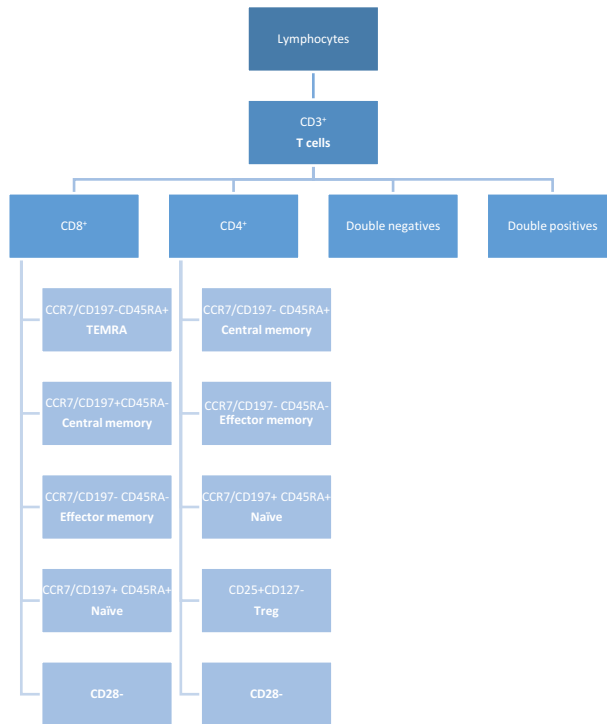 Lymphocytes
CD3⁺
T cells
CD8⁺
CD4⁺
Double negatives
Double positives
CCR7/CD197-CD45RA+
TEMRA
CCR7/CD197+CD45RA-
Central memory
CCR7/CD197- CD45RA-
Effector memory
CCR7/CD197+ CD45RA+
Naïve
CD28-
CCR7/CD197- CD45RA+
Central memory
CCR7/CD197- CD45RA-
Effector memory
CCR7/CD197+ CD45RA+
Naïve
CD25+CD127-
Treg
CD28-